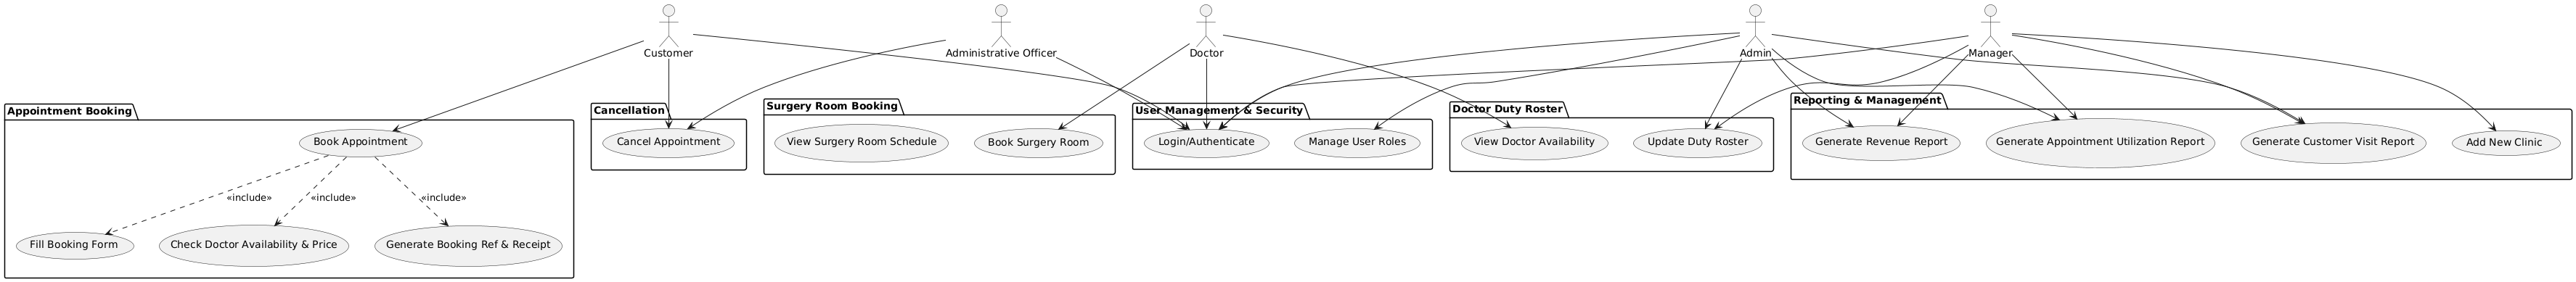 Customer
Administrative Officer
Doctor
Admin
Manager
Appointment Booking
Book Appointment
«include»
«include»
«include»
Fill Booking Form
Check Doctor Availability & Price
Generate Booking Ref & Receipt
Cancellation
Cancel Appointment
Surgery Room Booking
View Surgery Room Schedule
Book Surgery Room
User Management & Security
Login/Authenticate
Manage User Roles
Doctor Duty Roster
View Doctor Availability
Update Duty Roster
Reporting & Management
Generate Revenue Report
Generate Appointment Utilization Report
Generate Customer Visit Report
Add New Clinic